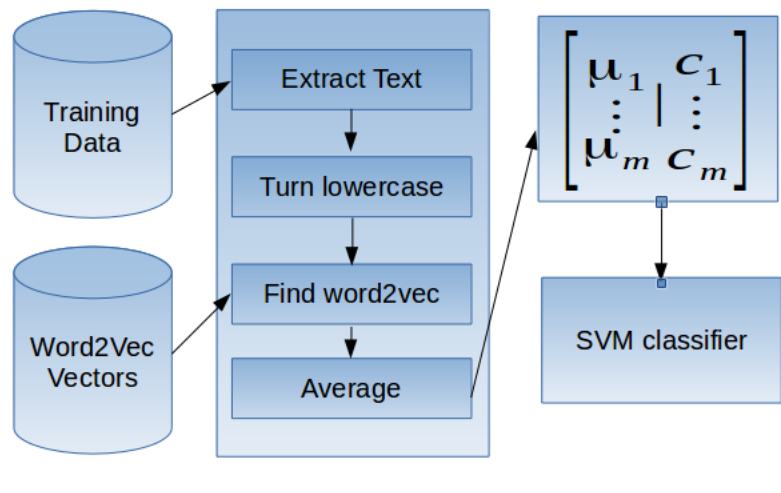 Training
Data
Word2Vec
Vectors
Extract Text
Turn lowercase
Find word2vec
Average
μ₁ | c₁
⋮ ⋮
μₘ cₘ
SVM classifier